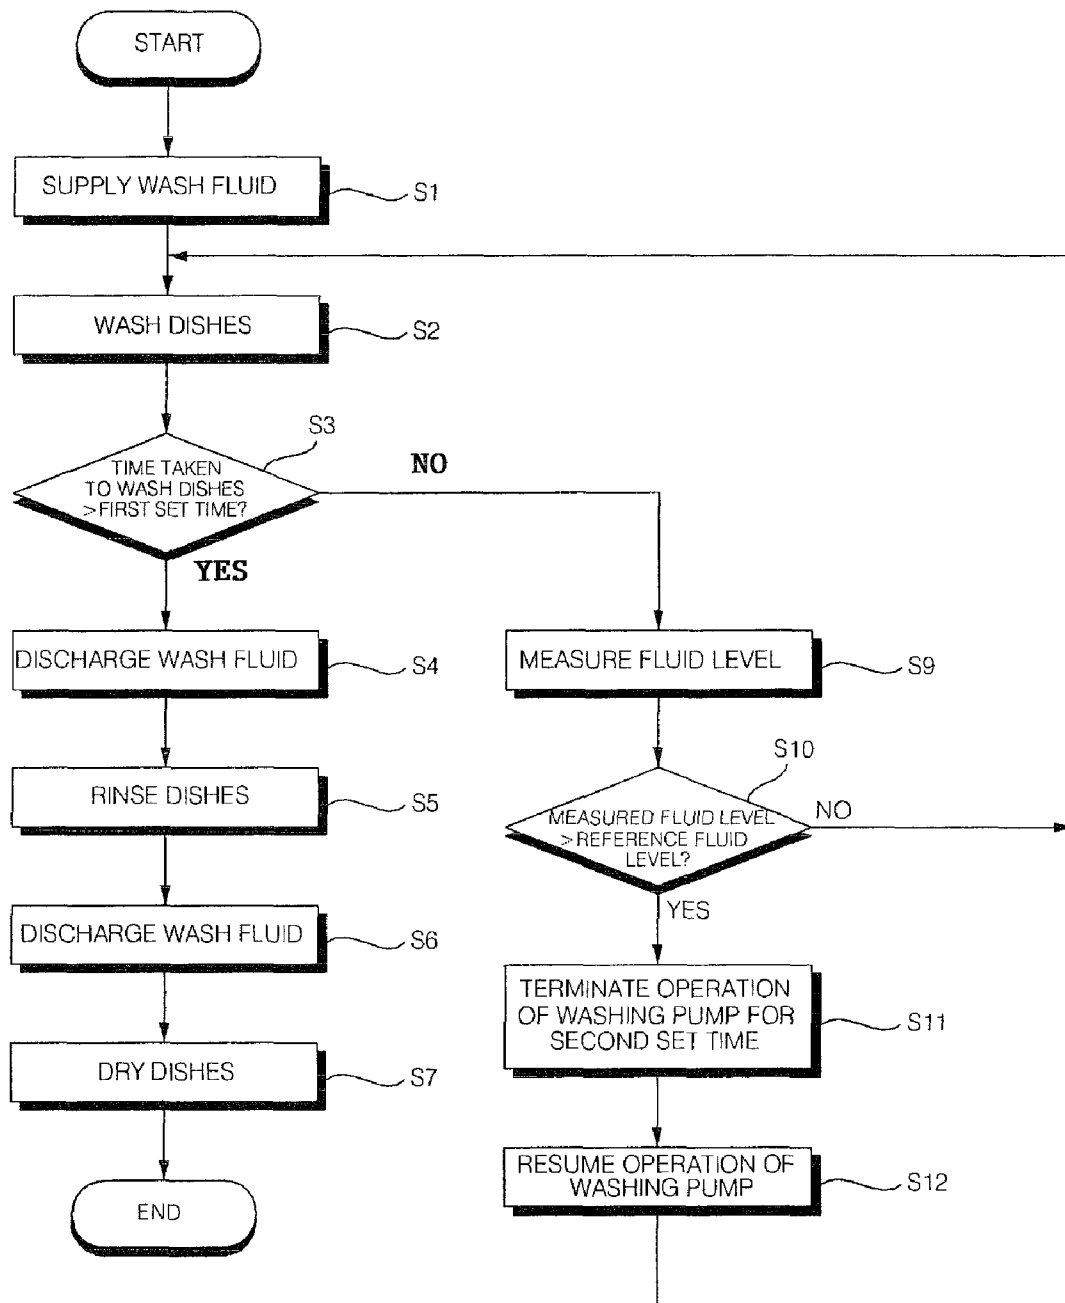 START
SUPPLY WASH FLUID
S1
WASH DISHES
S2
S3
TIME TAKEN
TO WASH DISHES
>FIRST SET TIME?
NO
YES
DISCHARGE WASH FLUID
S4
MEASURE FLUID LEVEL
S9
RINSE DISHES
S5
S10
MEASURED FLUID LEVEL
>REFERENCE FLUID
LEVEL?
NO
YES
DISCHARGE WASH FLUID
S6
TERMINATE OPERATION
OF WASHING PUMP FOR
SECOND SET TIME
S11
DRY DISHES
S7
RESUME OPERATION OF
WASHING PUMP
S12
END